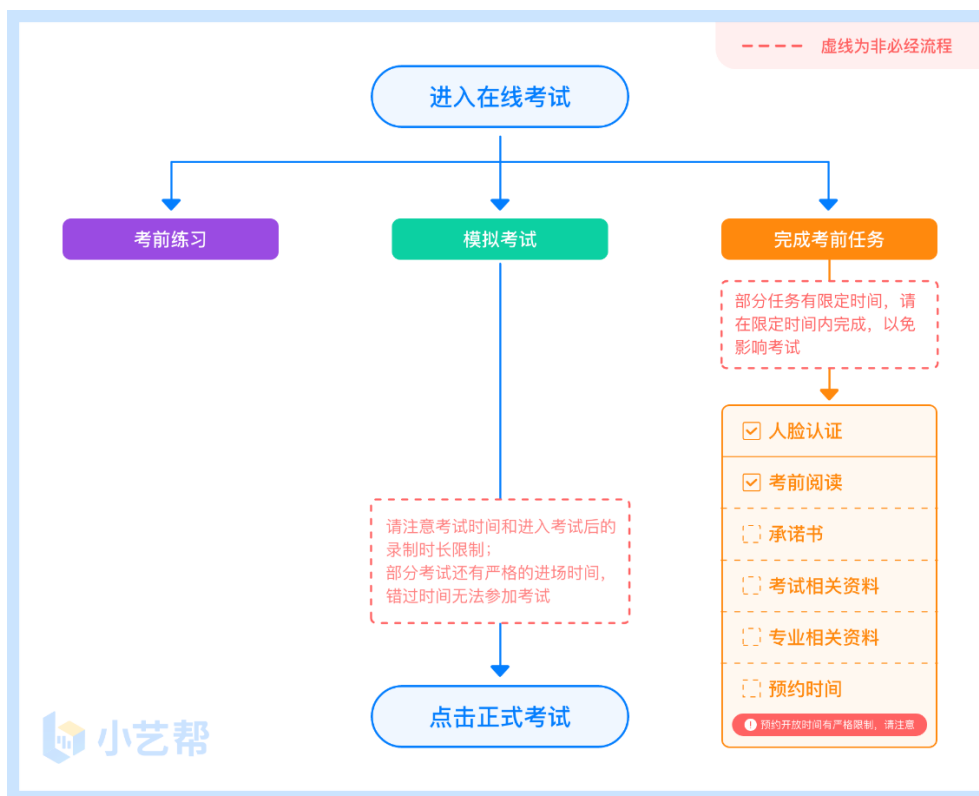 虚线为非必经流程
进入在线考试
考前练习
模拟考试
完成考前任务
部分任务有限定时间，请
在限定时间内完成，以免
影响考试
人脸认证
考前阅读
承诺书
考试相关资料
专业相关资料
预约时间
预约开放时间有严格限制，请注意
请注意考试时间和进入考试后的
录制时长限制；
部分考试还有严格的进场时间，
错过时间无法参加考试
点击正式考试
小艺帮